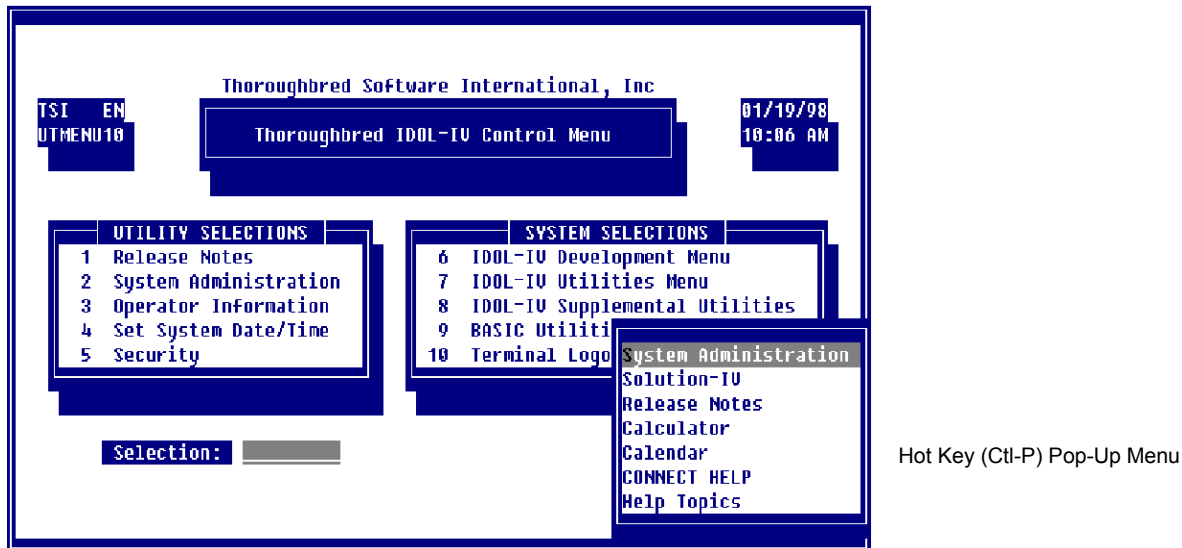 Thoroughbred Software International, Inc
TSI EN
UTMENU10
Thoroughbred IDOL-IV Control Menu
01/19/98
10:06 AM
UTILITY SELECTIONS
1 Release Notes
2 System Administration
3 Operator Information
4 Set System Date/Time
5 Security
SYSTEM SELECTIONS
6 IDOL-IV Development Menu
7 IDOL-IV Utilities Menu
8 IDOL-IV Supplemental Utilities
9 BASIC Utiliti
10 Terminal Logo
System Administration
Solution-IV
Release Notes
Calculator
Calendar
CONNECT HELP
Help Topics
Selection:
Hot Key (Ctl-P) Pop-Up Menu